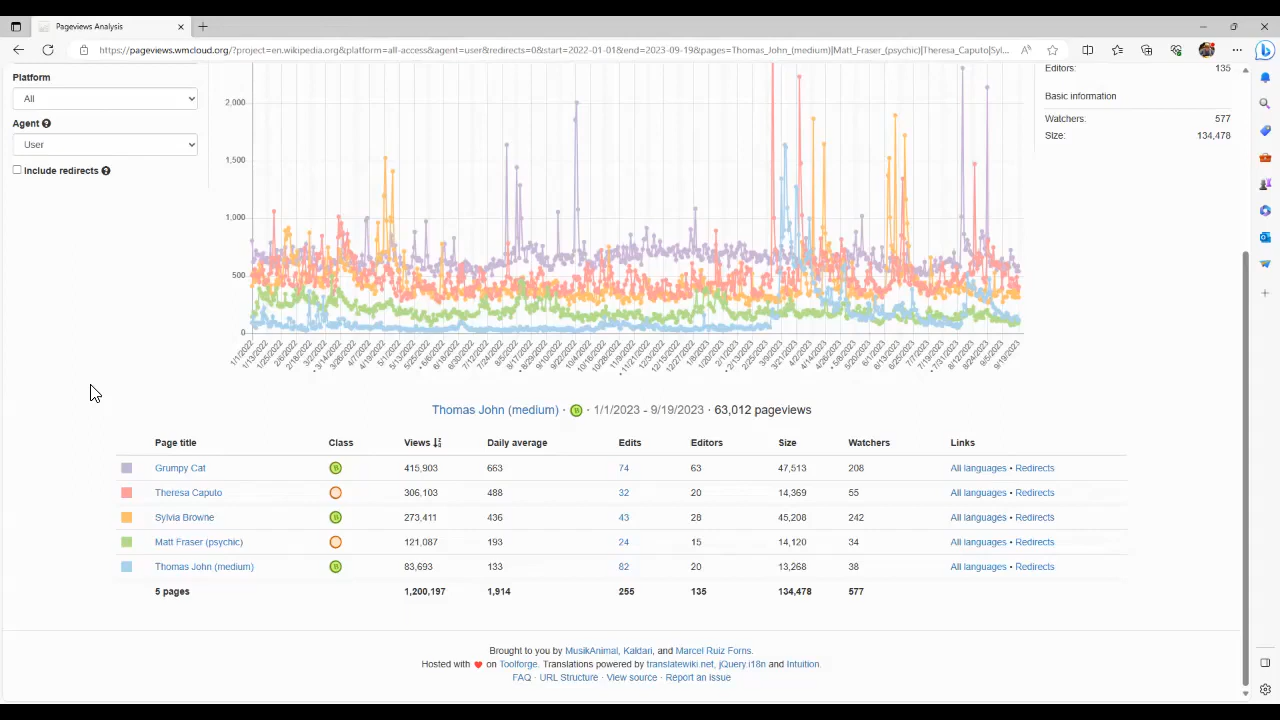 Pageviews Analysis
https://pageviews.wmcloud.org/?project=en.wikipedia.org&platform=all-access&agent=user&redirects=0&start=2022-01-01&end=2023-09-19&pages=Thomas_John_(medium)|Matt_Fraser_(psychic)|Theresa_Caputo|Syl...
Platform
All
Agent
User
Include redirects
2,000
1,500
1,000
500
0
Editors: 135
Basic information
Watchers: 577
Size: 134,478
Thomas John (medium) · B · 1/1/2023 - 9/19/2023 · 63,012 pageviews
Page title Class Views Daily average Edits Editors Size Watchers Links
Grumpy Cat B 415,903 663 74 63 47,513 208 All languages • Redirects
Theresa Caputo 306,103 488 32 20 14,369 55 All languages • Redirects
Sylvia Browne B 273,411 436 43 28 45,208 242 All languages • Redirects
Matt Fraser (psychic) 121,087 193 24 15 14,120 34 All languages • Redirects
Thomas John (medium) B 83,693 133 82 20 13,268 38 All languages • Redirects
5 pages 1,200,197 1,914 255 135 134,478 577
Brought to you by MusikAnimal, Kaldari, and Marcel Ruiz Forns.
Hosted with ❤ on Toolforge. Translations powered by translatewiki.net, jQuery.i18n and Intuition.
FAQ · URL Structure · View source · Report an issue